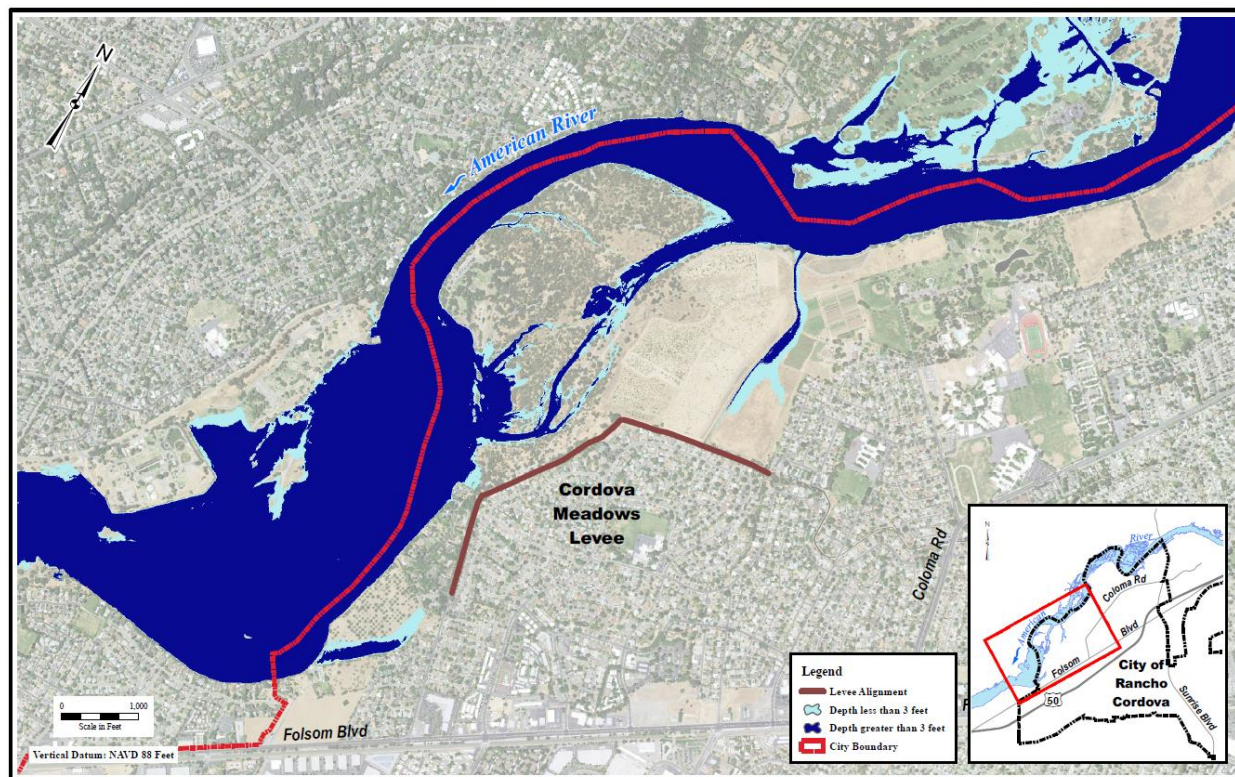 N
American River
Cordova
Meadows
Levee
Coloma Rd
Folsom Blvd
0
1,000
Scale in Feet
Vertical Datum: NAVD 88 Feet
Legend
Levee Alignment
Depth less than 3 feet
Depth greater than 3 feet
City Boundary
N
River
American
Coloma Rd
Folsom
Blvd
50
City of
Rancho
Cordova
Sunrise Blvd
F